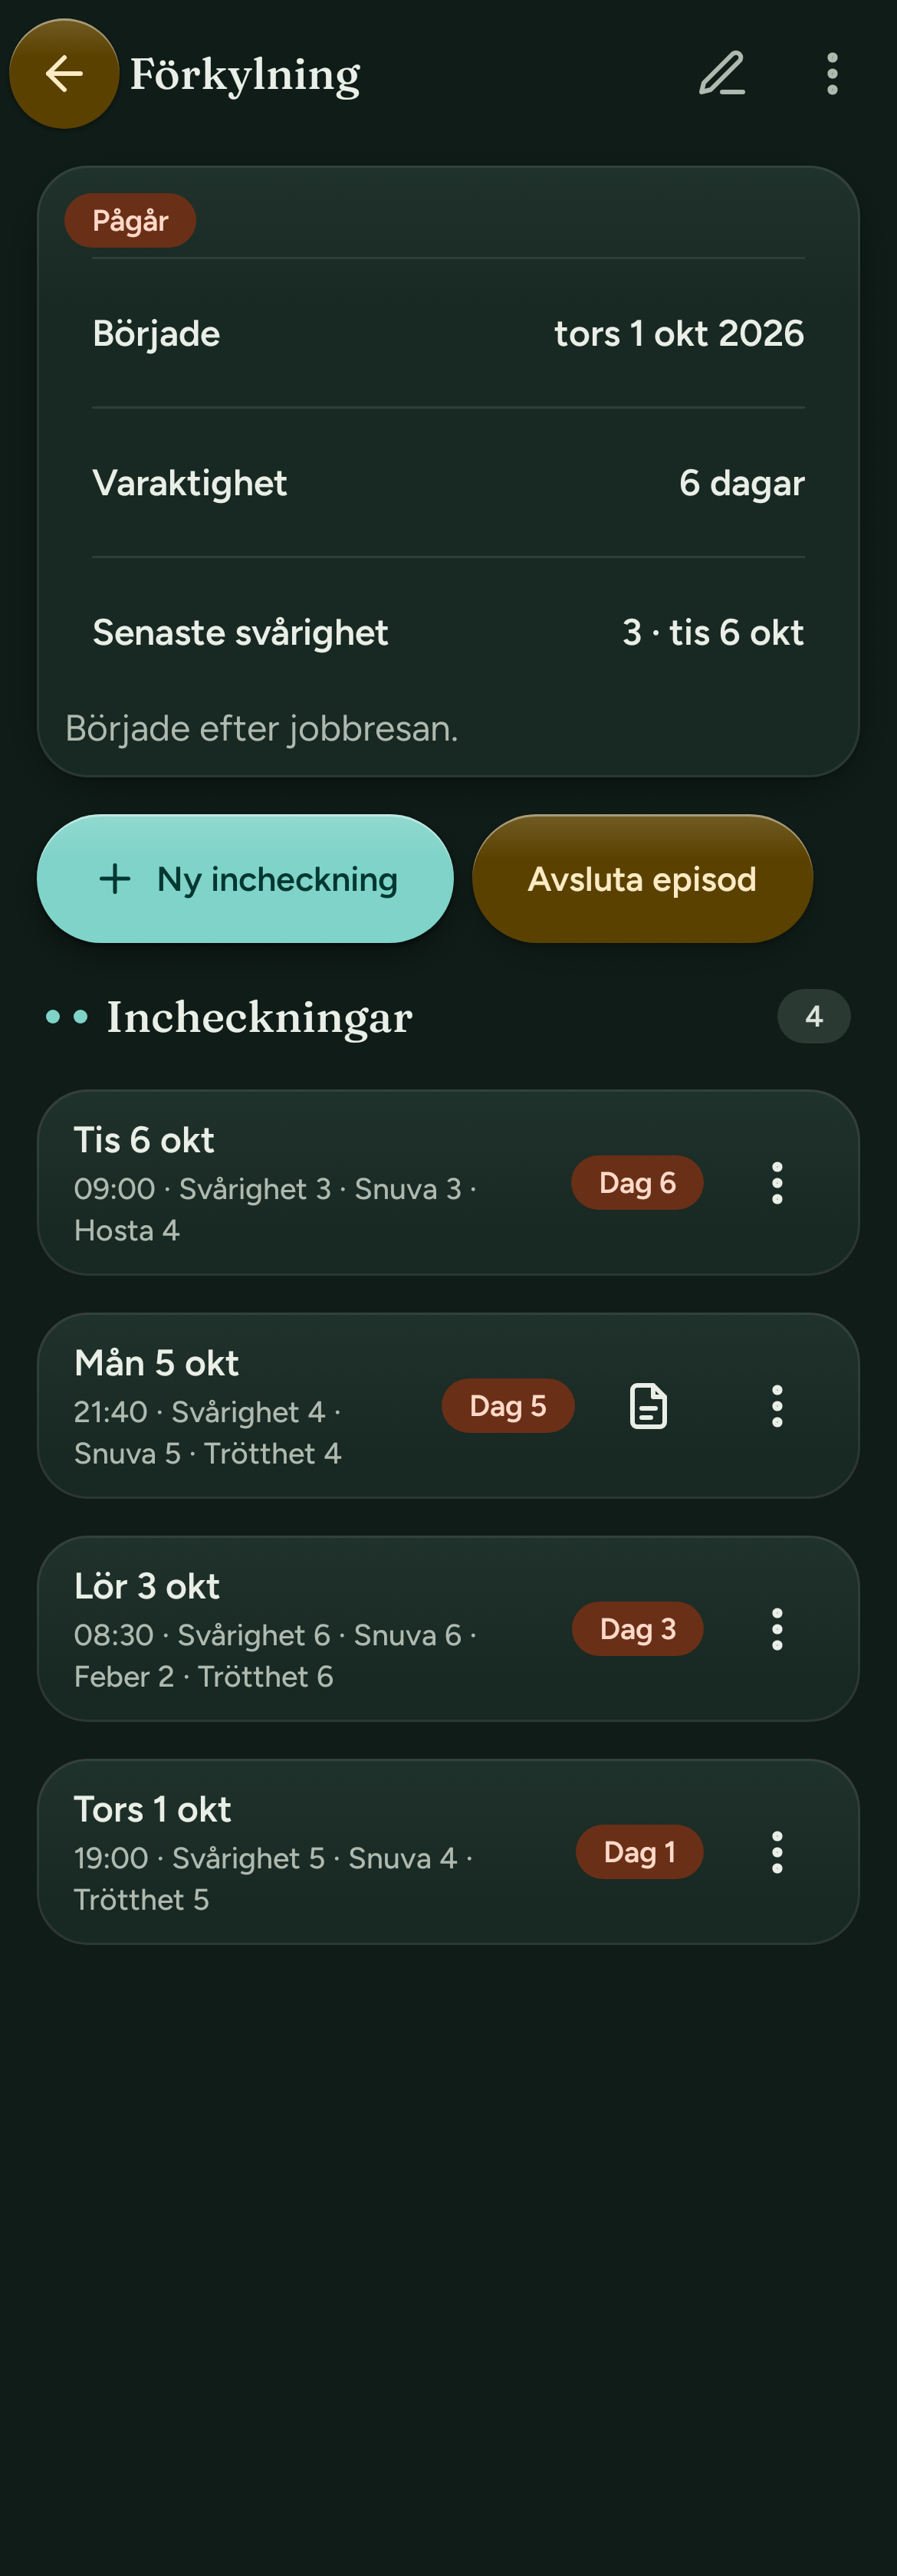 Förkylning
Pågår
Började tors 1 okt 2026
Varaktighet 6 dagar
Senaste svårighet 3 · tis 6 okt
Började efter jobbresan.
Ny incheckning
Avsluta episod
Incheckningar 4
Tis 6 okt
09:00 · Svårighet 3 · Snuva 3 ·
Hosta 4
Dag 6
Mån 5 okt
21:40 · Svårighet 4 ·
Snuva 5 · Trötthet 4
Dag 5
Lör 3 okt
08:30 · Svårighet 6 · Snuva 6 ·
Feber 2 · Trötthet 6
Dag 3
Tors 1 okt
19:00 · Svårighet 5 · Snuva 4 ·
Trötthet 5
Dag 1